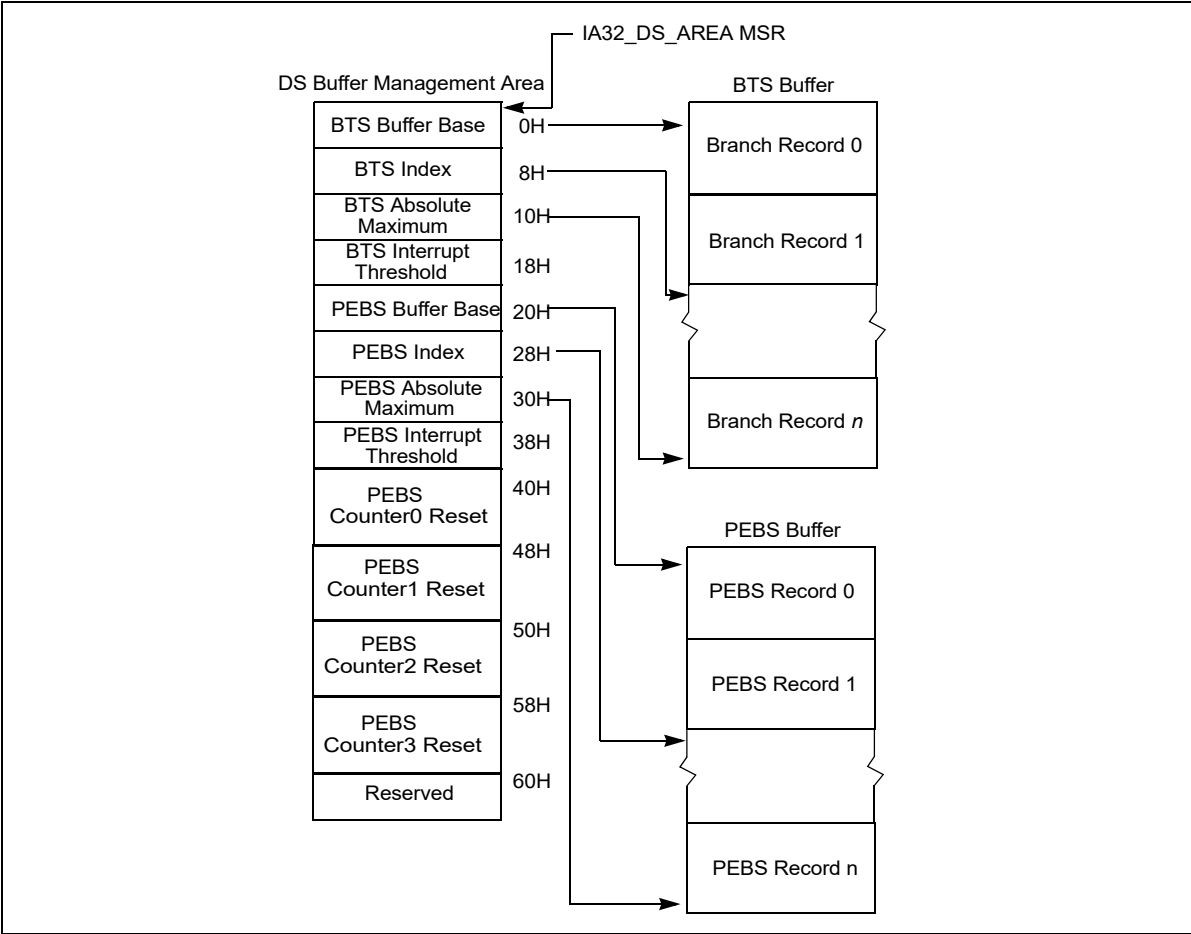 IA32_DS_AREA MSR
DS Buffer Management Area
BTS Buffer Base
0H
BTS Index
8H
BTS Absolute
Maximum
10H
BTS Interrupt
Threshold
18H
PEBS Buffer Base
20H
PEBS Index
28H
PEBS Absolute
Maximum
30H
PEBS Interrupt
Threshold
38H
PEBS
Counter0 Reset
40H
PEBS
Counter1 Reset
48H
PEBS
Counter2 Reset
50H
PEBS
Counter3 Reset
58H
Reserved
60H
BTS Buffer
Branch Record 0
Branch Record 1
Branch Record n
PEBS Buffer
PEBS Record 0
PEBS Record 1
PEBS Record n